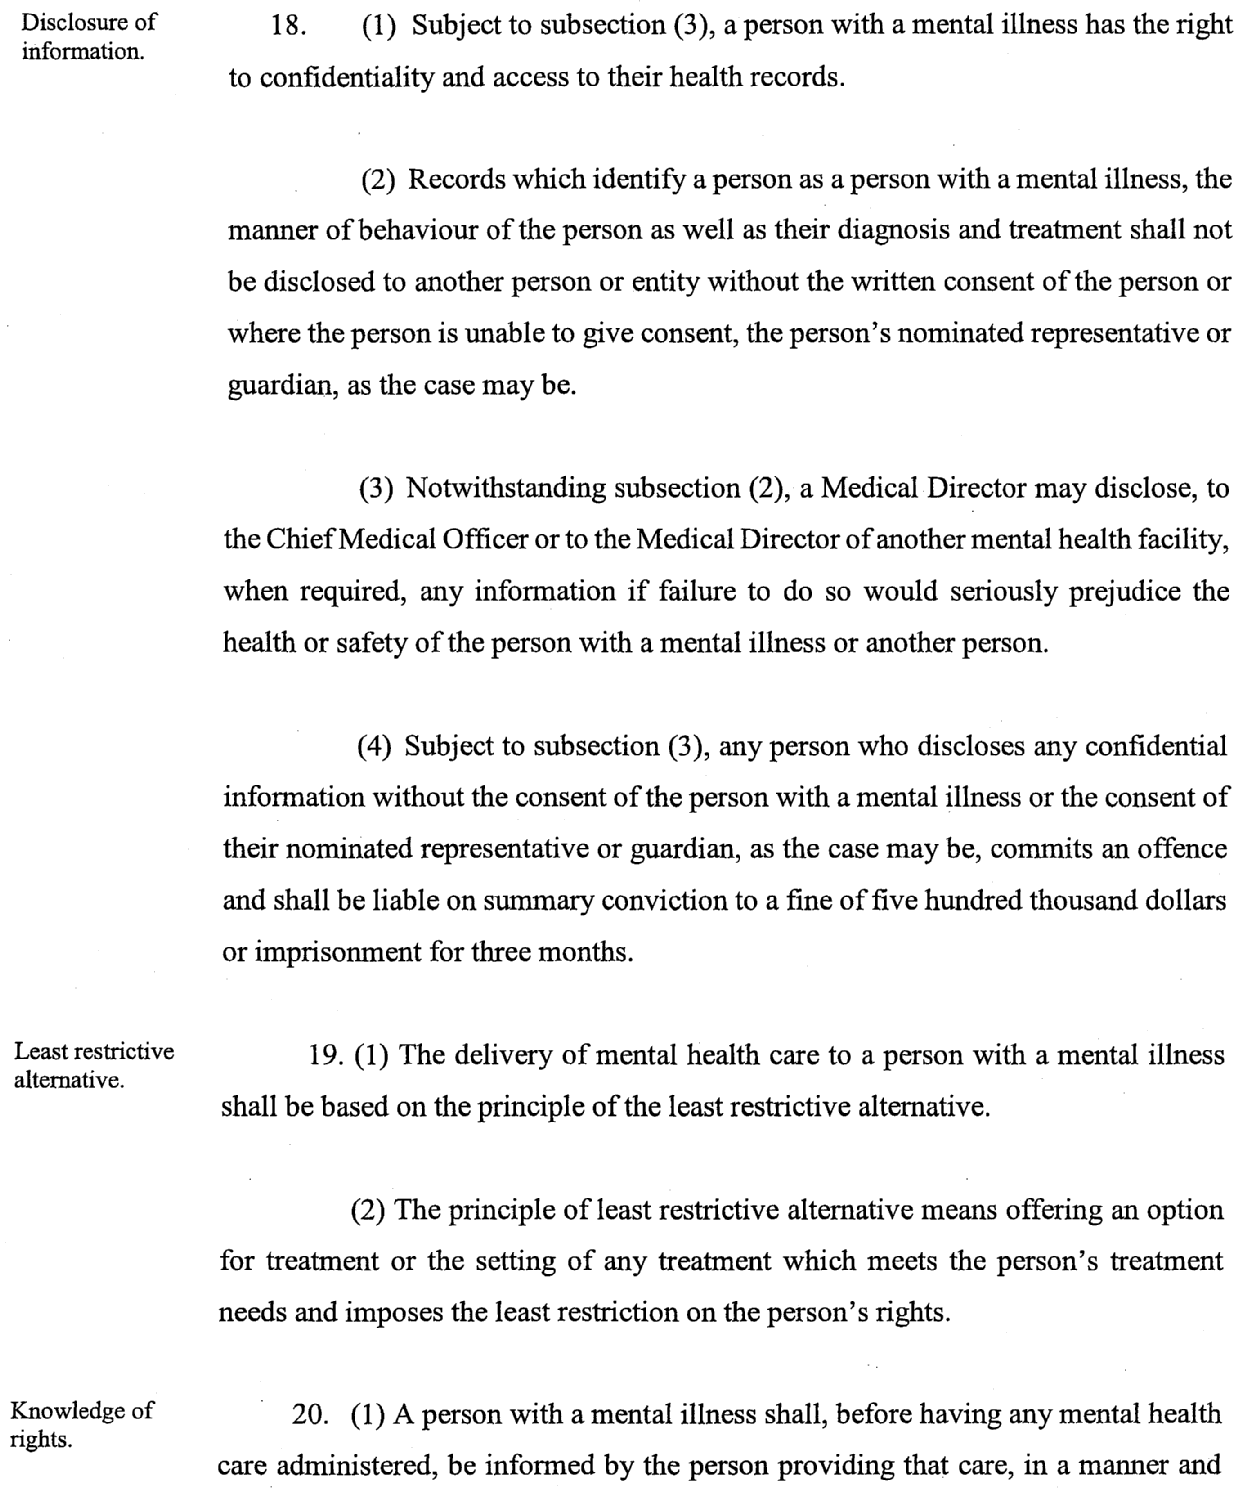 Disclosure of
information.
18. (1) Subject to subsection (3), a person with a mental illness has the right
to confidentiality and access to their health records.
(2) Records which identify a person as a person with a mental illness, the
manner of behaviour of the person as well as their diagnosis and treatment shall not
be disclosed to another person or entity without the written consent of the person or
where the person is unable to give consent, the person's nominated representative or
guardian, as the case may be.
(3) Notwithstanding subsection (2), a Medical Director may disclose, to
the Chief Medical Officer or to the Medical Director of another mental health facility,
when required, any information if failure to do so would seriously prejudice the
health or safety of the person with a mental illness or another person.
(4) Subject to subsection (3), any person who discloses any confidential
information without the consent of the person with a mental illness or the consent of
their nominated representative or guardian, as the case may be, commits an offence
and shall be liable on summary conviction to a fine of five hundred thousand dollars
or imprisonment for three months.
Least restrictive
alternative.
19. (1) The delivery of mental health care to a person with a mental illness
shall be based on the principle of the least restrictive alternative.
(2) The principle of least restrictive alternative means offering an option
for treatment or the setting of any treatment which meets the person's treatment
needs and imposes the least restriction on the person's rights.
Knowledge of
rights.
20. (1) A person with a mental illness shall, before having any mental health
care administered, be informed by the person providing that care, in a manner and